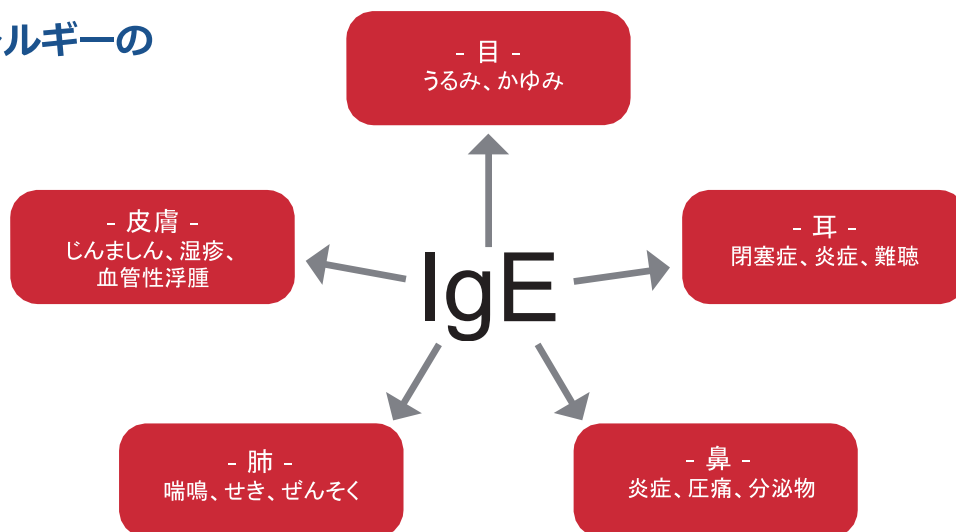 ルギーの
- 目 -
うるみ、かゆみ
- 皮膚 -
じんましん、湿疹、
血管性浮腫
- 耳 -
閉塞症、炎症、難聴
IgE
- 肺 -
喘鳴、せき、ぜんそく
- 鼻 -
炎症、圧痛、分泌物